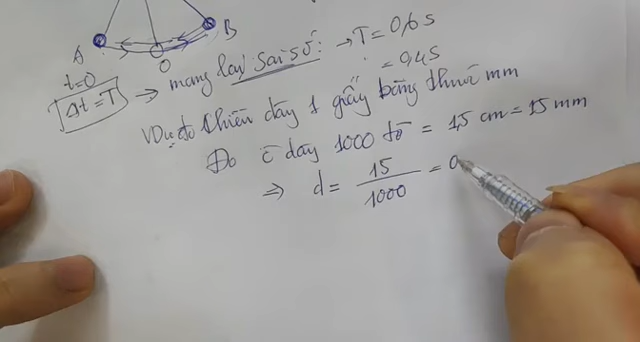 A
B
O
t=0
Δt = T
⇒ mang lại sai số: → T = 0,6 s
= 0,4 s
VD: đo chiều dày 1 giấy bằng thước mm
Đo c dày 1000 tờ = 1,5 cm = 15 mm
⇒ d = 15/1000 = 0